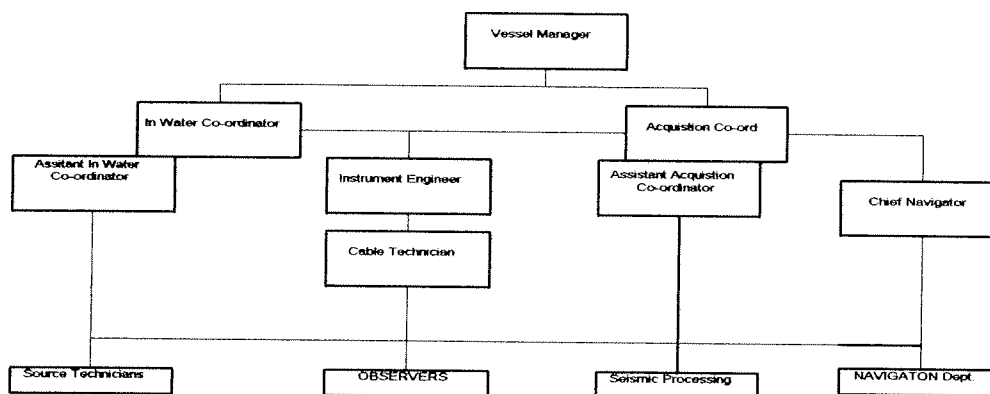 Vessel Manager
In Water Co-ordinator
Acquistion Co-ord
Assitant In Water
Co-ordinator
Instrument Engineer
Assistant Acquistion
Co-ordinator
Chief Navigator
Cable Technician
Source Technicians
OBSERVERS
Seismic Processing
NAVIGATON Dept.